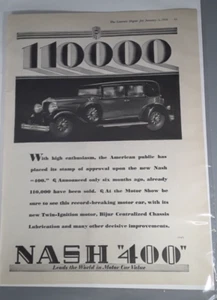 110000
With high enthusiasm, the American public has
placed its stamp of approval upon the new Nash
"400." ¶ Announced only six months ago, already
110,000 have been sold. ¶ At the Motor Show be
sure to see this record-breaking motor car, with its
new Twin-Ignition motor, Bijur Centralized Chassis
Lubrication and many other decisive improvements.
NASH "400"
Leads the World in Motor Car Value